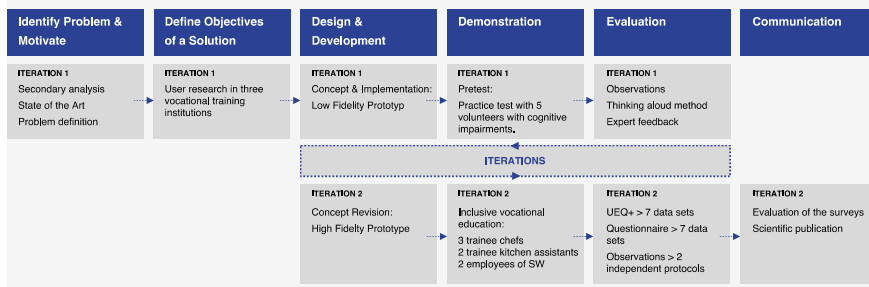 Identify Problem &
Motivate
Define Objectives
of a Solution
Design &
Development
Demonstration
Evaluation
Communication
ITERATION 1
Secondary analysis
State of the Art
Problem definition
ITERATION 1
User research in three
vocational training
institutions
ITERATION 1
Concept & Implementation:
Low Fidelity Prototyp
ITERATION 1
Pretest:
Practice test with 5
volunteers with cognitive
impairments.
ITERATION 1
Observations
Thinking aloud method
Expert feedback
ITERATIONS
ITERATION 2
Concept Revision:
High Fidelty Prototype
ITERATION 2
Inclusive vocational
education:
3 trainee chefs
2 trainee kitchen assistants
2 employees of SW
ITERATION 2
UEQ+ > 7 data sets
Questionnaire > 7 data
sets
Observations > 2
independent protocols
ITERATION 2
Evaluation of the surveys
Scientific publication